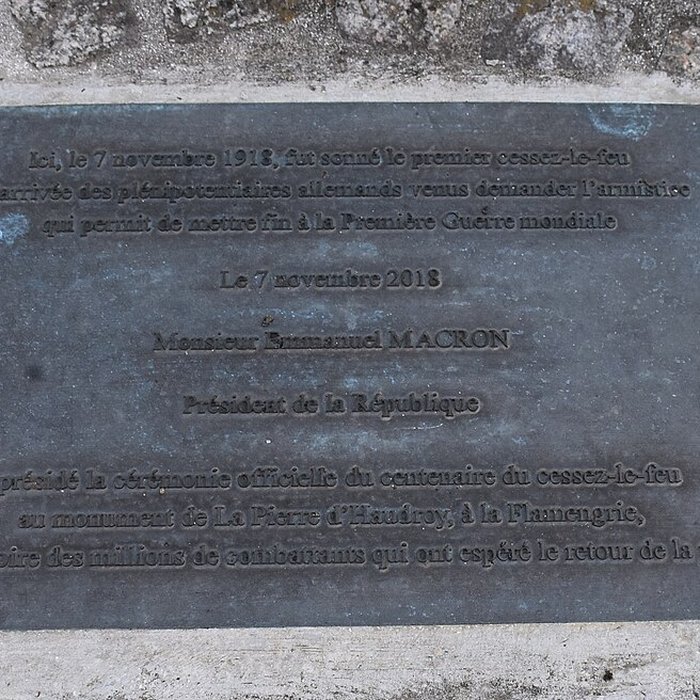 Ici, le 7 novembre 1918, fut sonné le premier cessez-le-feu
arrivée des plénipotentiaires allemands venus demander l'armistice
qui permit de mettre fin à la Première Guerre mondiale
Le 7 novembre 2018
Monsieur Emmanuel MACRON
Président de la République
présidé la cérémonie officielle du centenaire du cessez-le-feu
au monument de La Pierre d'Haudroy, à la Flamengrie,
oire des millions de combattants qui ont espéré le retour de la